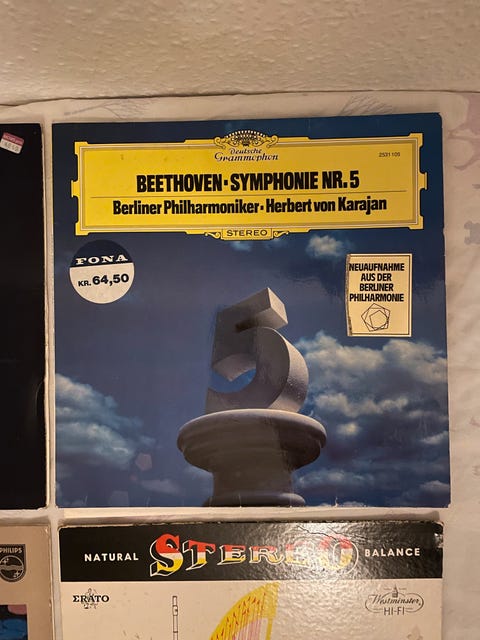 Deutsche
Grammophon
2531 105
BEETHOVEN · SYMPHONIE NR. 5
Berliner Philharmoniker · Herbert von Karajan
STEREO
FONA
KR. 64,50
NEUAUFNAHME
AUS DER
BERLINER
PHILHARMONIE
5
PHILIPS
NATURAL STEREO BALANCE
ERATO
Westminster
HI-FI